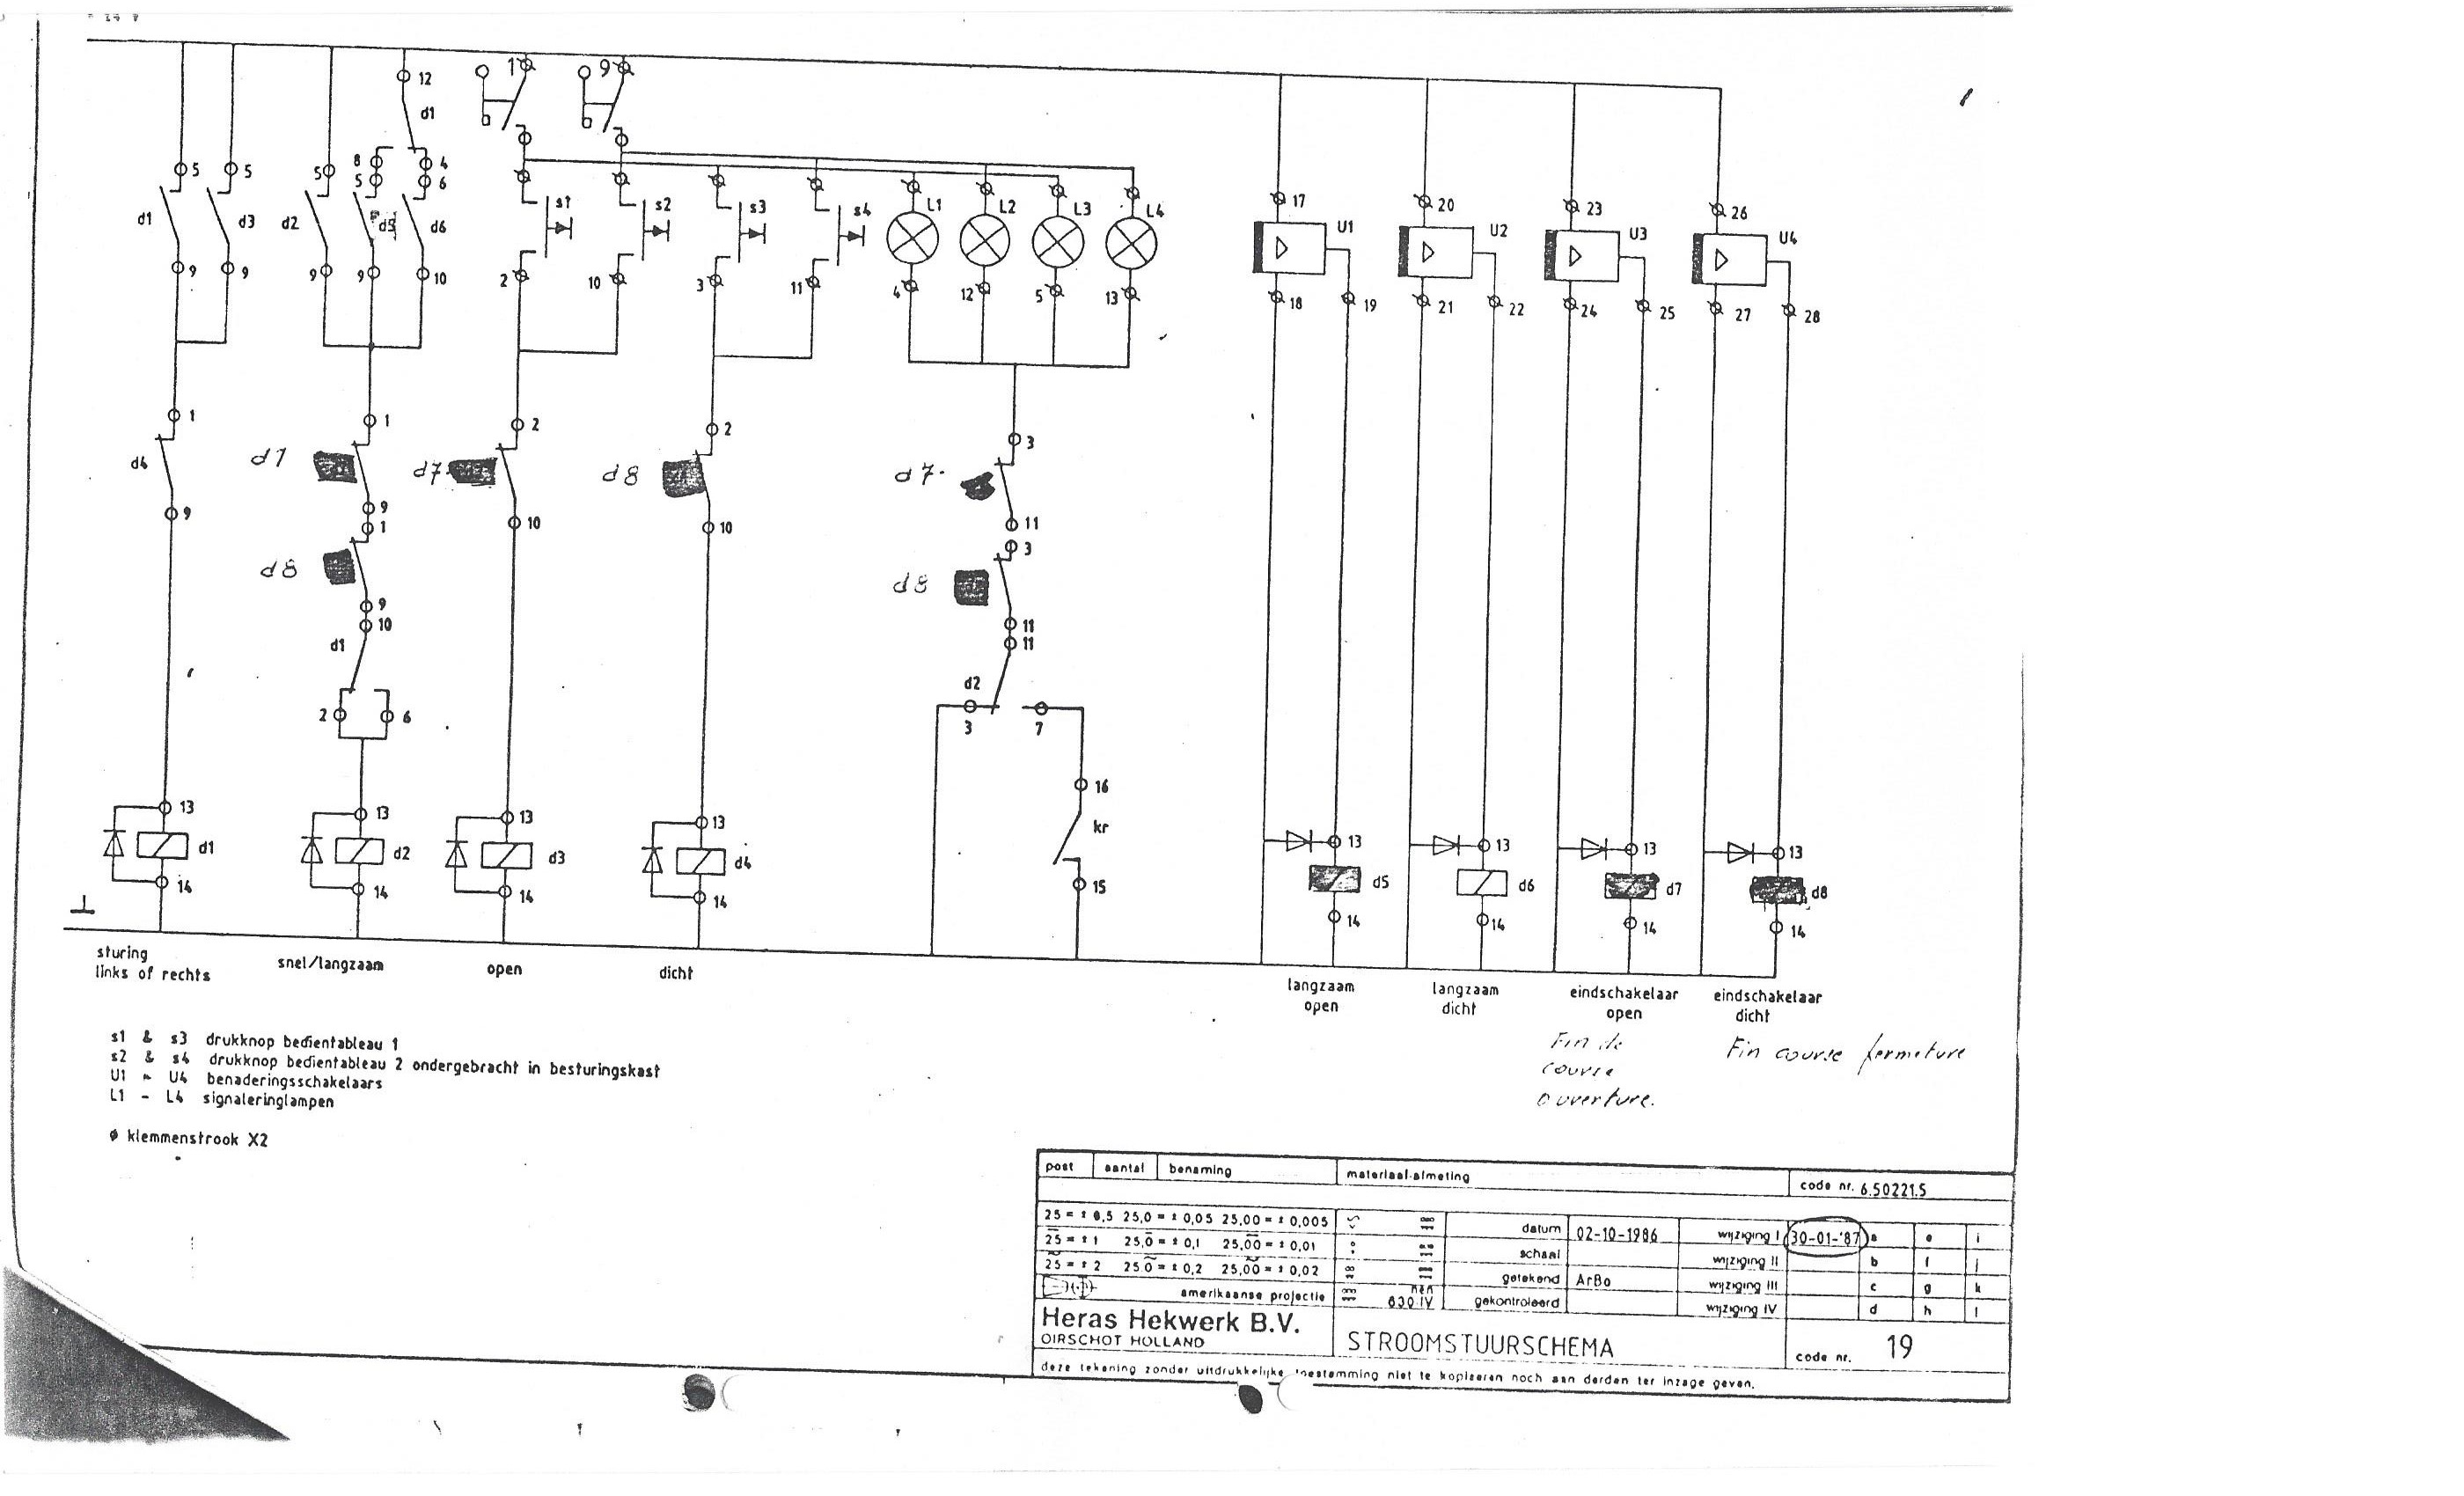 12 1 9
d1
5 5 5 8 5 4 6
d1 d3 d2 d5 d6 s1 s2 s3 s4 L1 L2 L3 L4
9 9 9 9 10 2 10 3 11 4 12 5 13
17 20 23 26
U1 U2 U3 U4
18 19 21 22 24 25 27 28
1 1 2 2 3
d4 d7 d7 d8 d7
9 9 1 10 10 11 3
d8 d8
9 10 11 11
d1 d2
2 6 3 7
16
kr
15
13 13 13 13 13 13 13 13
d1 d2 d3 d4 d5 d6 d7 d8
14 14 14 14 14 14 14 14
sturing
links of rechts
snel/langzaam
open
dicht
langzaam
open
langzaam
dicht
eindschakelaar
open
eindschakelaar
dicht
Fin de
course
ouverture.
Fin course fermeture
s1 & s3 drukknop bedientableau 1
s2 & s4 drukknop bedientableau 2 ondergebracht in besturingskast
U1 - U4 benaderingsschakelaars
L1 - L4 signaleringlampen
ø klemmenstrook X2
post aantal benaming materiaal-afmeting code nr. 6.50221.5
25 = ± 0,5 25,0 = ± 0,05 25,00 = ± 0,005
25 = ± 1 25,0 = ± 0,1 25,00 = ± 0,01
25 = ± 2 25,0 = ± 0,2 25,00 = ± 0,02
amerikaanse projectie
nen
630-IV
datum 02-10-1986 wijziging I 30-01-'87 a e i
schaal wijziging II b f j
getekend ArBo wijziging III c g k
gekontroleerd wijziging IV d h l
Heras Hekwerk B.V.
OIRSCHOT HOLLAND
STROOMSTUURSCHEMA
code nr. 19
deze tekening zonder uitdrukkelijke toestemming niet te kopieeren noch aan derden ter inzage geven.